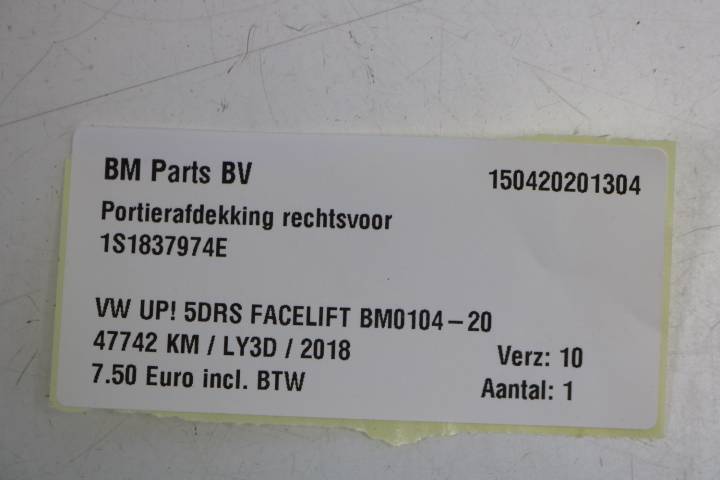 BM Parts BV 150420201304
Portierafdekking rechtsvoor
1S1837974E
VW UP! 5DRS FACELIFT BM0104-20
47742 KM / LY3D / 2018 Verz: 10
7.50 Euro incl. BTW Aantal: 1